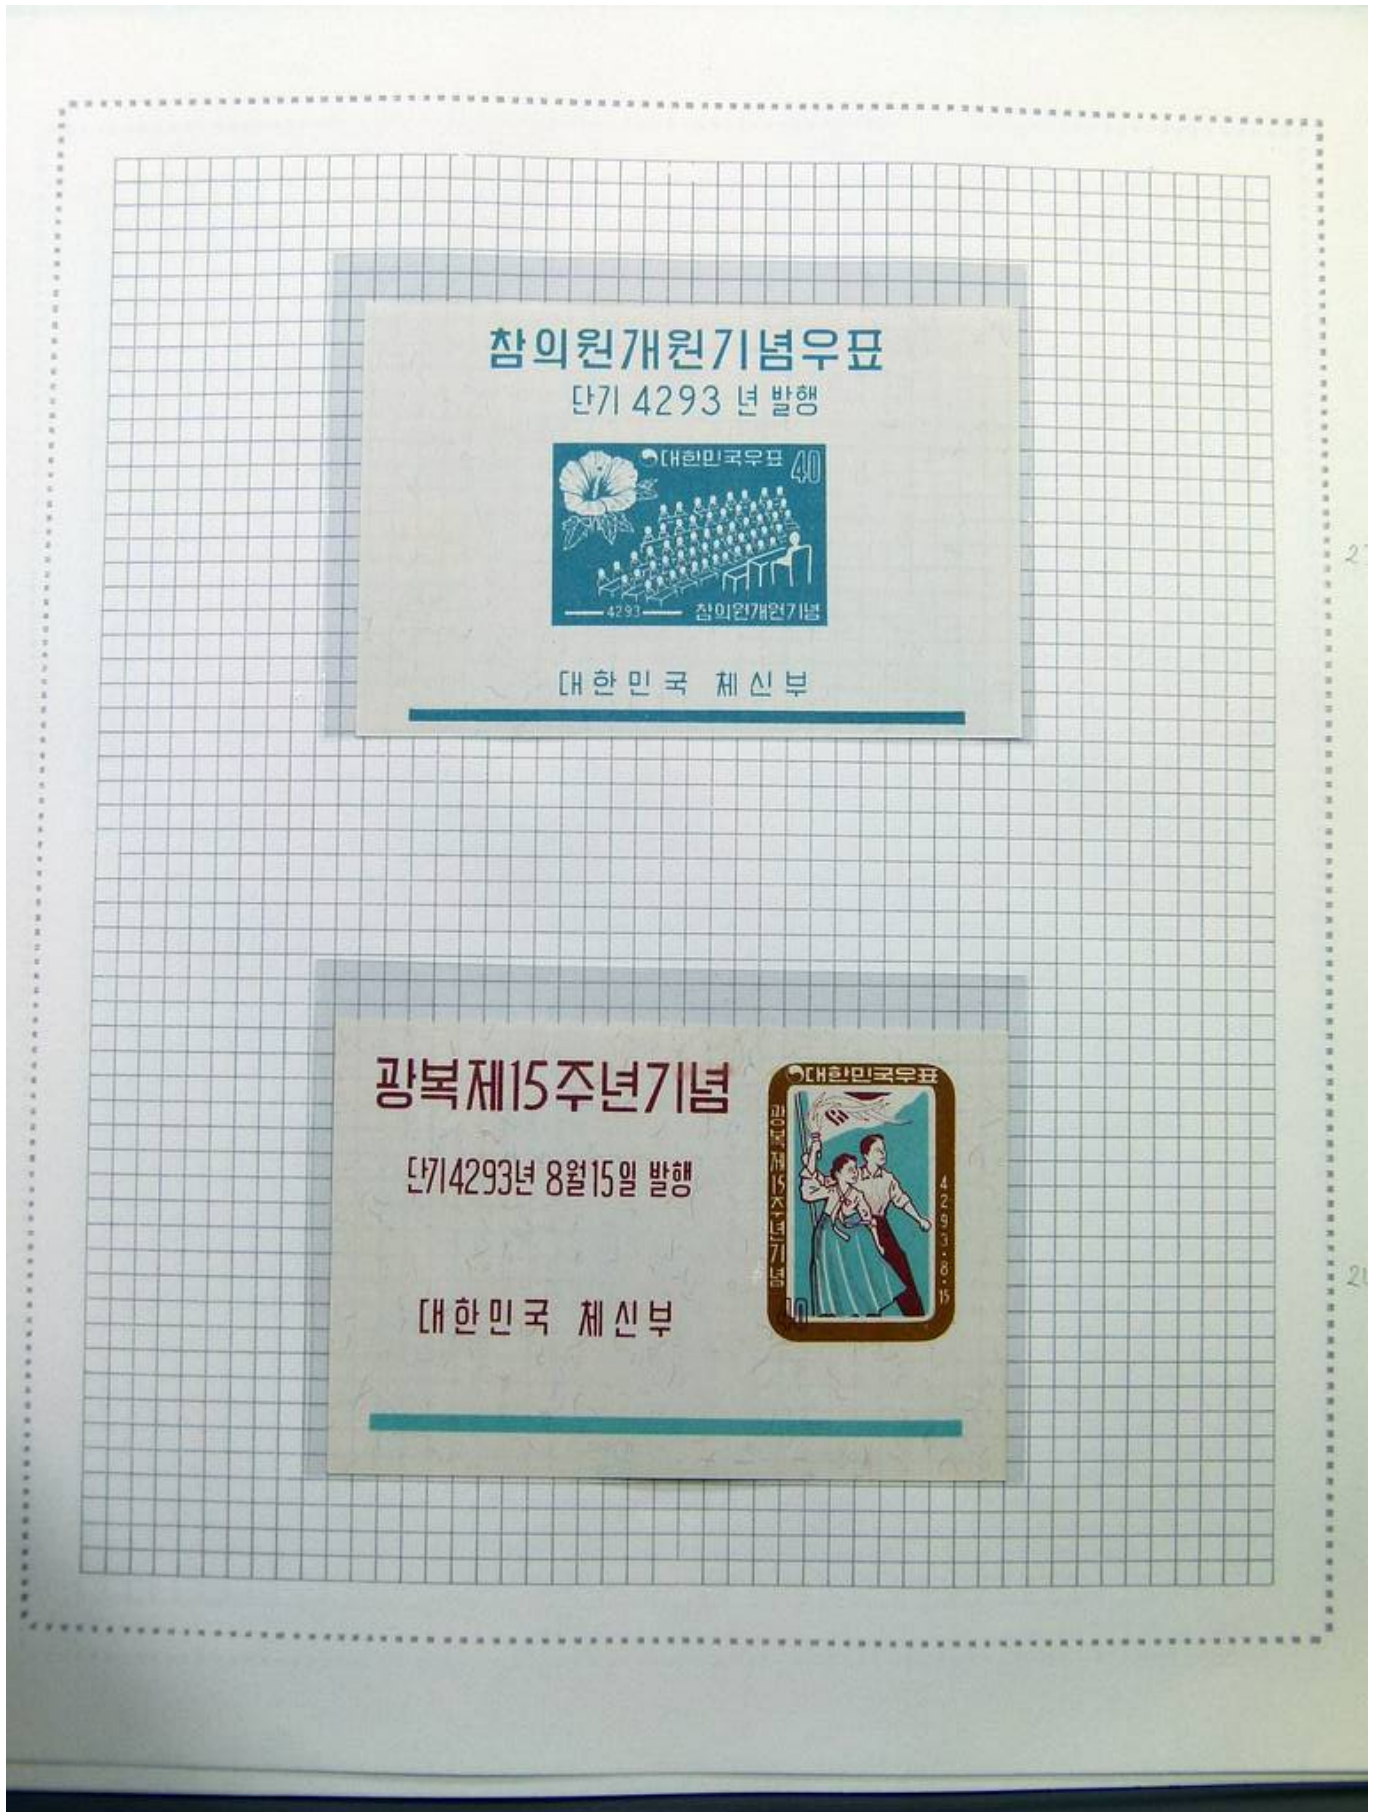 참의원개원기념우표
단기 4293 년 발행
대한민국우표 40
4293 참의원개원기념
대한민국 체신부
광복제15주년기념
단기4293년 8월15일 발행
대한민국 체신부
대한민국우표
광복제15주년기념
4293·8·15
40